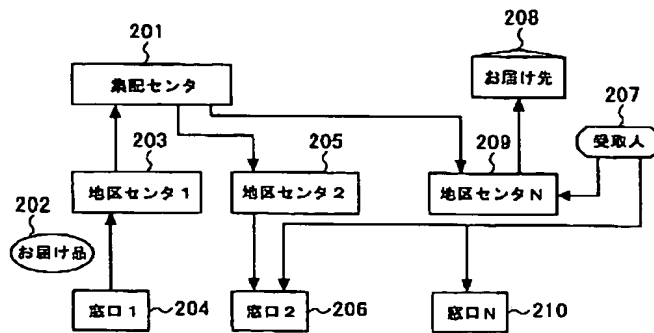 201
集配センタ
208
お届け先
207
受取人
203
地区センタ1
205
地区センタ2
209
地区センタN
202
お届け品
窓口1
204
窓口2
206
窓口N
210